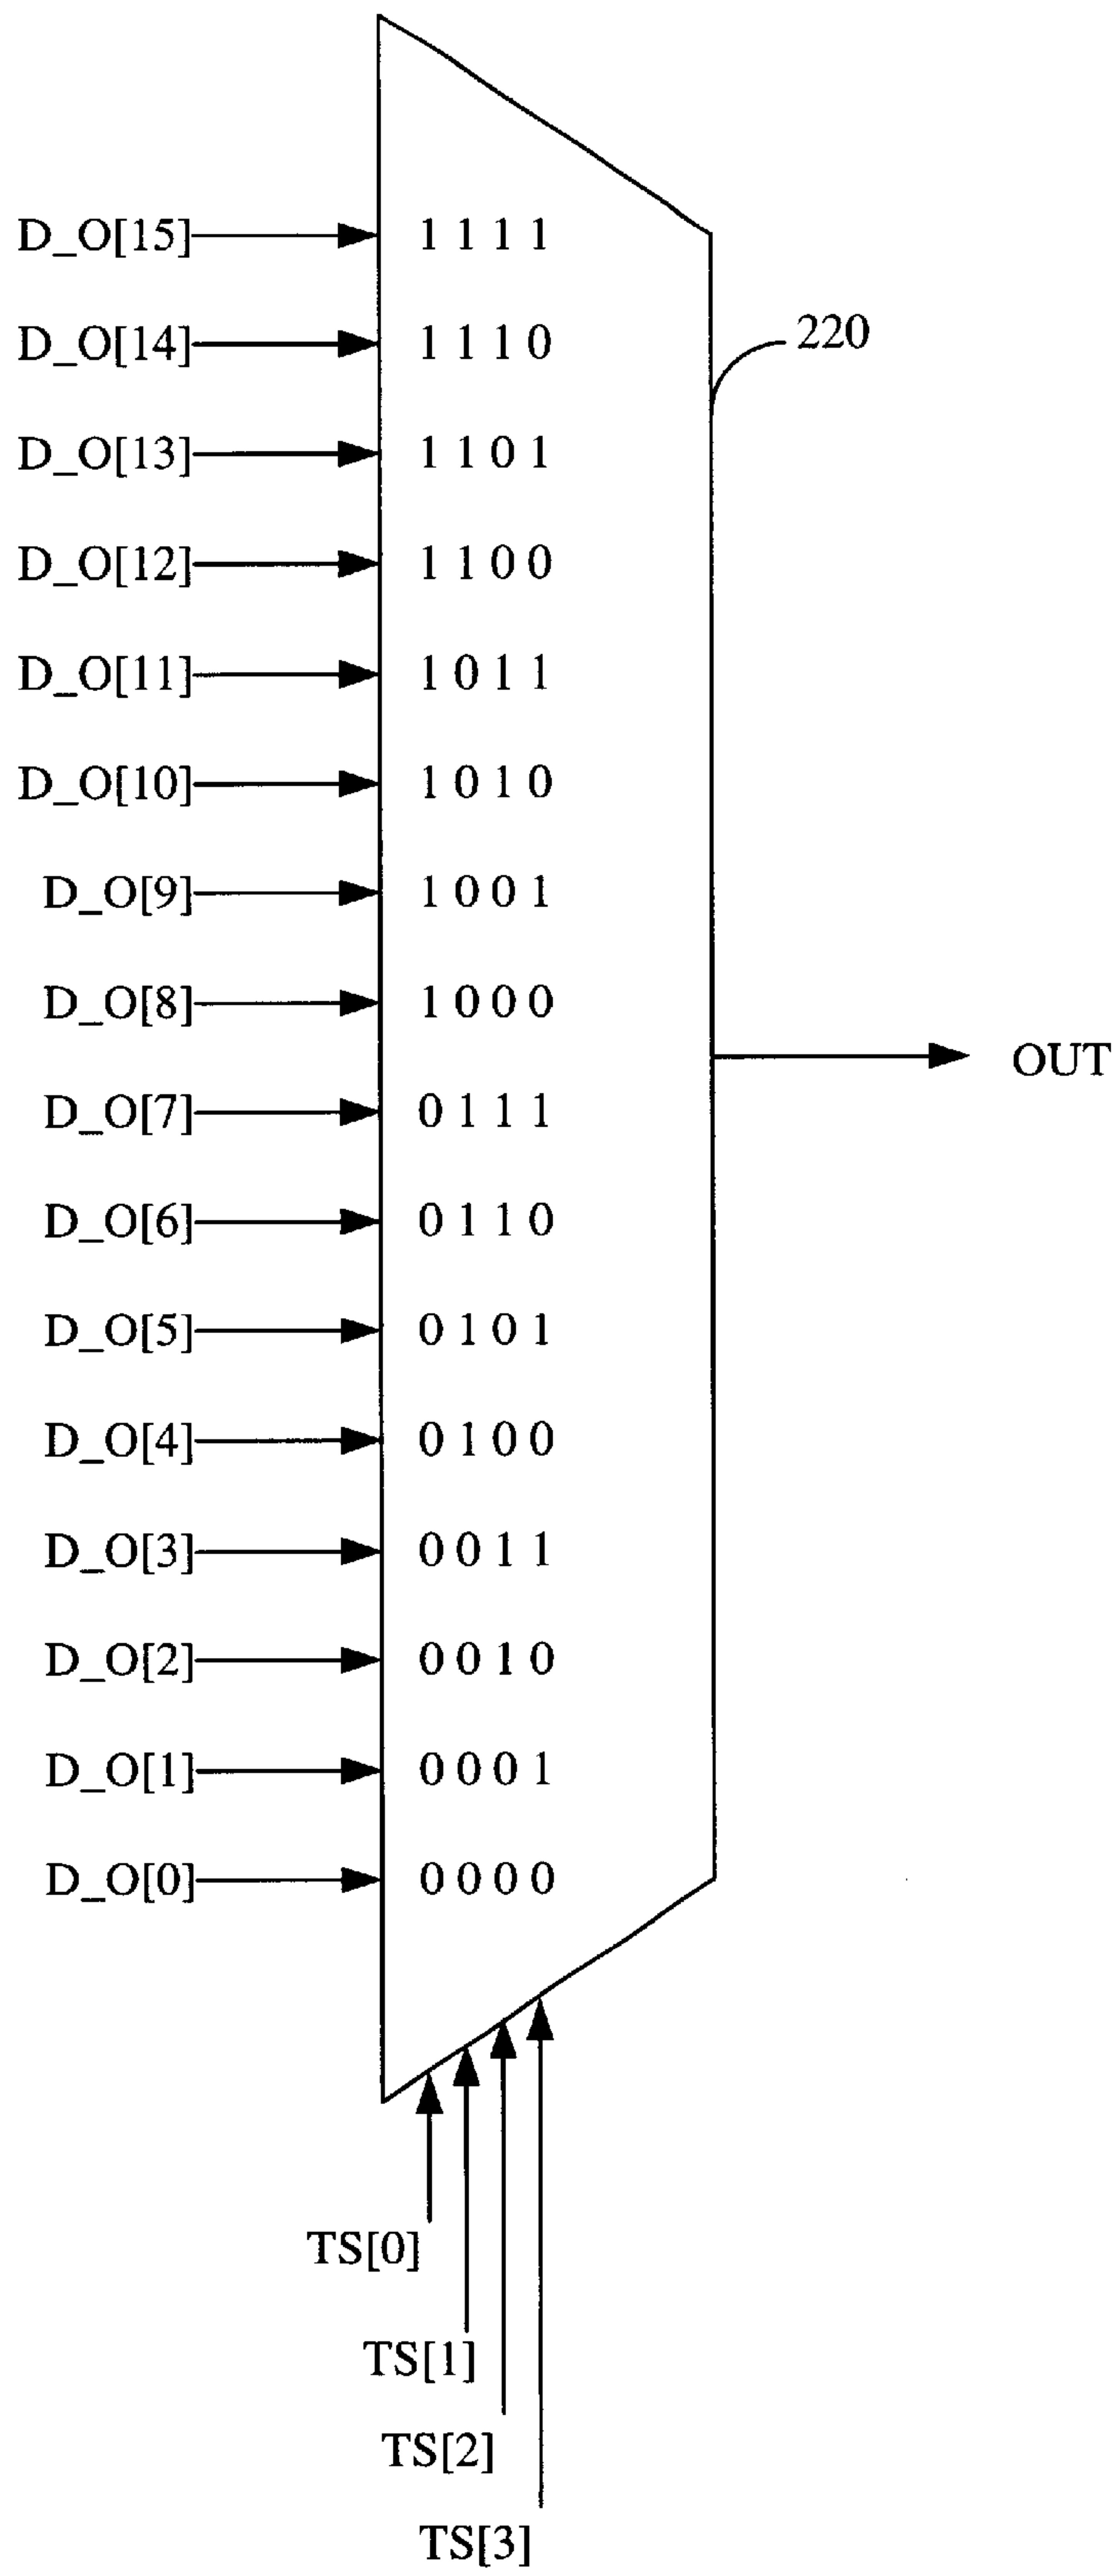 D_O[15] 1 1 1 1
D_O[14] 1 1 1 0
220
D_O[13] 1 1 0 1
D_O[12] 1 1 0 0
D_O[11] 1 0 1 1
D_O[10] 1 0 1 0
D_O[9] 1 0 0 1
D_O[8] 1 0 0 0
OUT
D_O[7] 0 1 1 1
D_O[6] 0 1 1 0
D_O[5] 0 1 0 1
D_O[4] 0 1 0 0
D_O[3] 0 0 1 1
D_O[2] 0 0 1 0
D_O[1] 0 0 0 1
D_O[0] 0 0 0 0
TS[0]
TS[1]
TS[2]
TS[3]